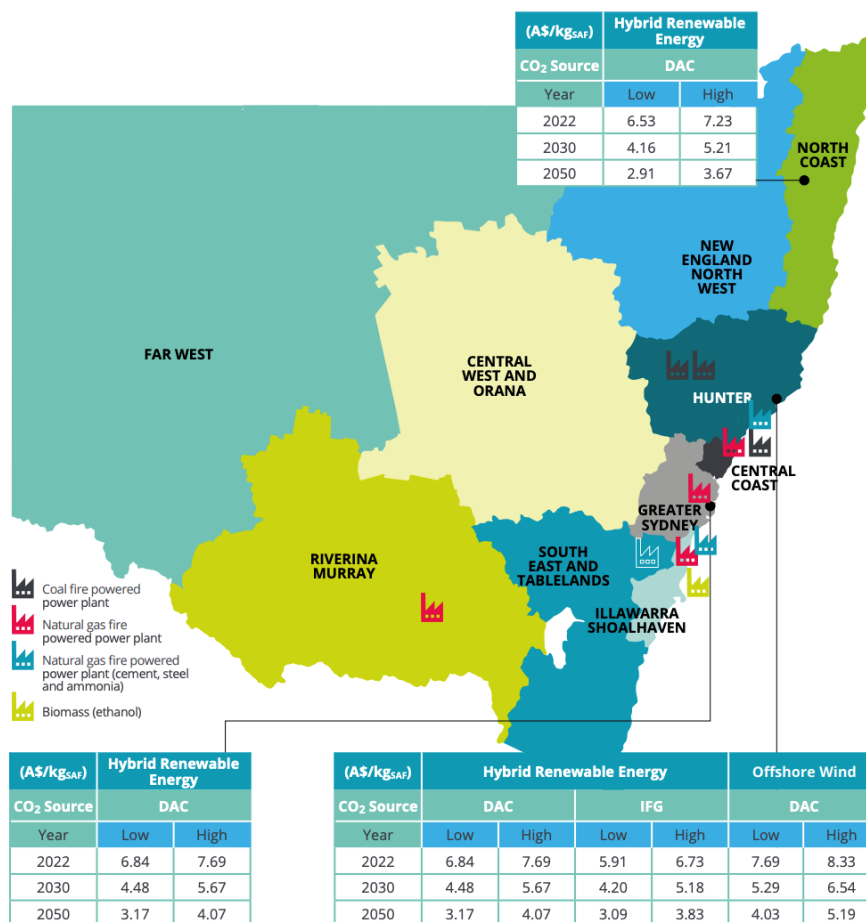 (A$/kgSAF) Hybrid Renewable
Energy
CO2 Source DAC
Year Low High
2022 6.53 7.23
2030 4.16 5.21
2050 2.91 3.67
NORTH
COAST
NEW
ENGLAND
NORTH
WEST
FAR WEST
CENTRAL
WEST AND
ORANA
HUNTER
CENTRAL
COAST
GREATER
SYDNEY
RIVERINA
MURRAY
SOUTH
EAST AND
TABLELANDS
ILLAWARRA
SHOALHAVEN
Coal fire powered
power plant
Natural gas fire
powered power plant
Natural gas fire powered
power plant (cement, steel
and ammonia)
Biomass (ethanol)
(A$/kgSAF) Hybrid Renewable
Energy
CO2 Source DAC
Year Low High
2022 6.84 7.69
2030 4.48 5.67
2050 3.17 4.07
(A$/kgSAF) Hybrid Renewable Energy Offshore Wind
CO2 Source DAC IFG DAC
Year Low High Low High Low High
2022 6.84 7.69 5.91 6.73 7.69 8.33
2030 4.48 5.67 4.20 5.18 5.29 6.54
2050 3.17 4.07 3.09 3.83 4.03 5.19